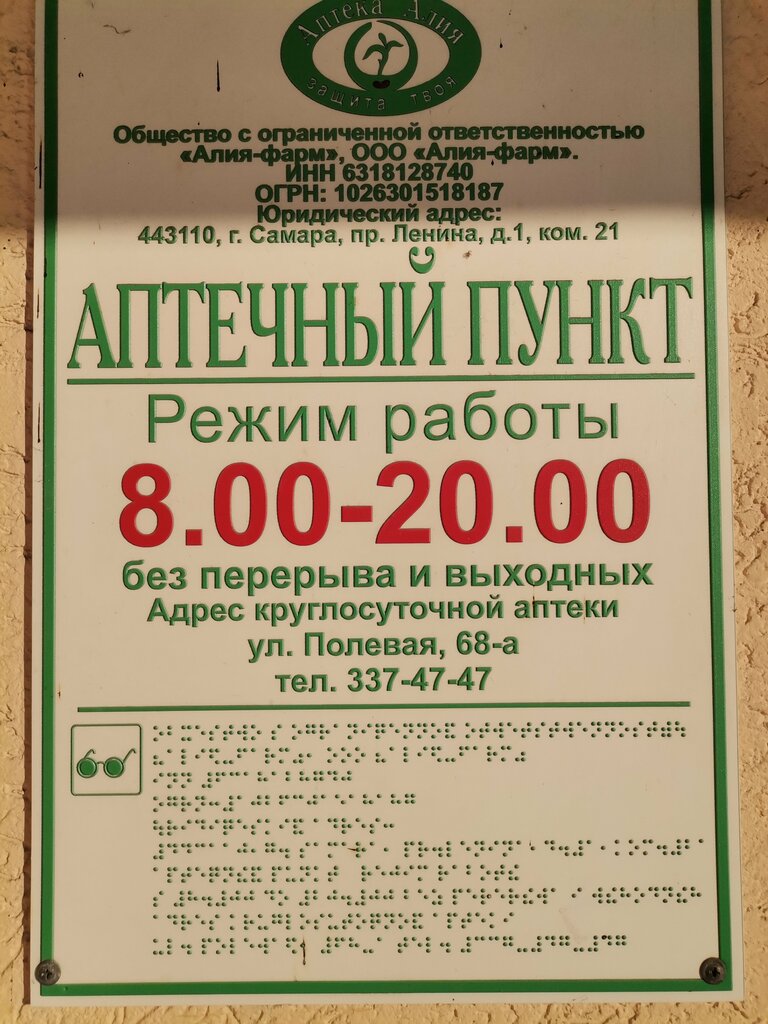 Аптека Алия
защита твоя
Общество с ограниченной ответственностью
«Алия-фарм», ООО «Алия-фарм».
ИНН 6318128740
ОГРН: 1026301518187
Юридический адрес:
443110, г. Самара, пр. Ленина, д.1, ком. 21
АПТЕЧНЫЙ ПУНКТ
Режим работы
8.00-20.00
без перерыва и выходных
Адрес круглосуточной аптеки
ул. Полевая, 68-а
тел. 337-47-47